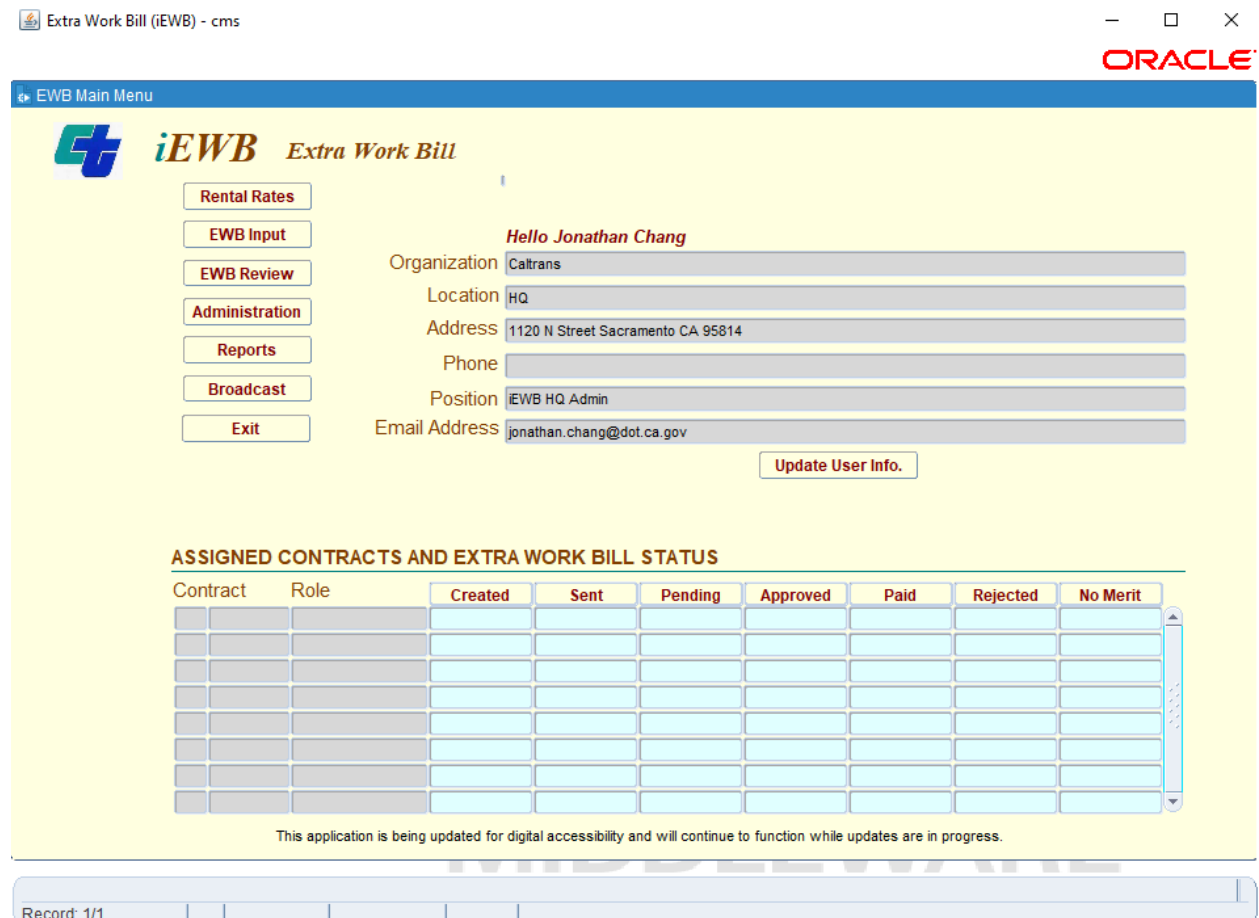 Extra Work Bill (iEWB) - cms
ORACLE
EWB Main Menu
iEWB Extra Work Bill
Rental Rates
EWB Input
Hello Jonathan Chang
Organization Caltrans
EWB Review
Location HQ
Administration
Address 1120 N Street Sacramento CA 95814
Reports
Phone
Broadcast
Position iEWB HQ Admin
Exit
Email Address jonathan.chang@dot.ca.gov
Update User Info.
ASSIGNED CONTRACTS AND EXTRA WORK BILL STATUS
Contract Role Created Sent Pending Approved Paid Rejected No Merit
This application is being updated for digital accessibility and will continue to function while updates are in progress.
MIDDLEWARE
Record: 1/1